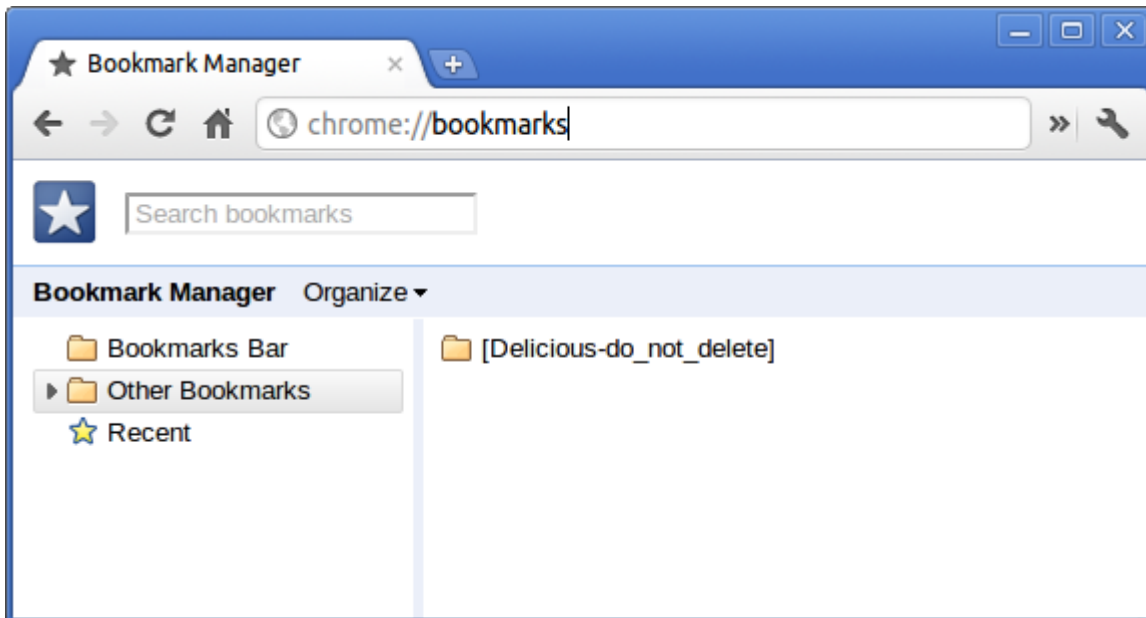 Bookmark Manager
chrome://bookmarks
Search bookmarks
Bookmark Manager Organize
Bookmarks Bar
Other Bookmarks
Recent
[Delicious-do_not_delete]